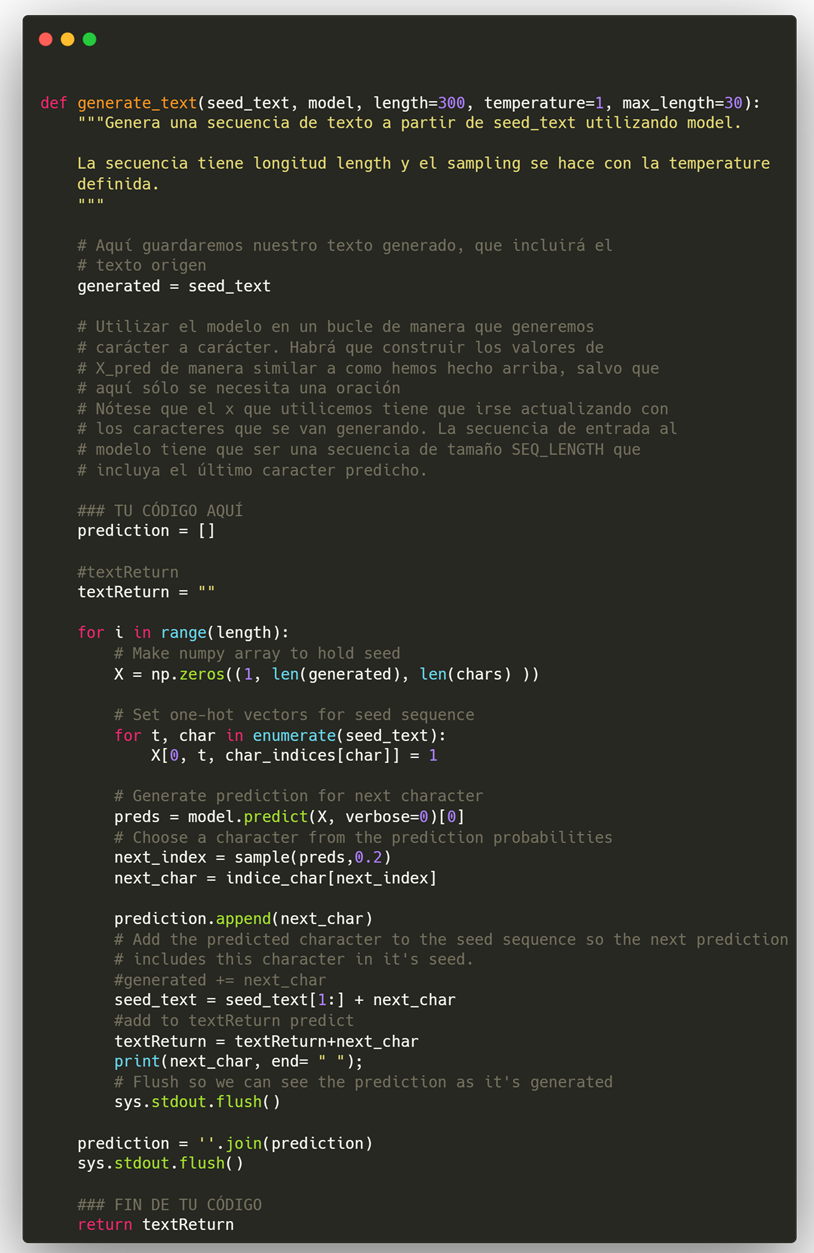 def generate_text(seed_text, model, length=300, temperature=1, max_length=30):
    """Genera una secuencia de texto a partir de seed_text utilizando model.

    La secuencia tiene longitud length y el sampling se hace con la temperature
    definida.
    """

    # Aquí guardaremos nuestro texto generado, que incluirá el
    # texto origen
    generated = seed_text

    # Utilizar el modelo en un bucle de manera que generemos
    # carácter a carácter. Habrá que construir los valores de
    # X_pred de manera similar a como hemos hecho arriba, salvo que
    # aquí sólo se necesita una oración
    # Nótese que el x que utilicemos tiene que irse actualizando con
    # los caracteres que se van generando. La secuencia de entrada al
    # modelo tiene que ser una secuencia de tamaño SEQ_LENGTH que
    # incluya el último caracter predicho.

    ### TU CÓDIGO AQUÍ
    prediction = []

    #textReturn
    textReturn = ""

    for i in range(length):
        # Make numpy array to hold seed
        X = np.zeros((1, len(generated), len(chars) ))

        # Set one-hot vectors for seed sequence
        for t, char in enumerate(seed_text):
            X[0, t, char_indices[char]] = 1

        # Generate prediction for next character
        preds = model.predict(X, verbose=0)[0]
        # Choose a character from the prediction probabilities
        next_index = sample(preds,0.2)
        next_char = indice_char[next_index]

        prediction.append(next_char)
        # Add the predicted character to the seed sequence so the next prediction
        # includes this character in it's seed.
        #generated += next_char
        seed_text = seed_text[1:] + next_char
        #add to textReturn predict
        textReturn = textReturn+next_char
        print(next_char, end= " ");
        # Flush so we can see the prediction as it's generated
        sys.stdout.flush()

    prediction = ''.join(prediction)
    sys.stdout.flush()

    ### FIN DE TU CÓDIGO
    return textReturn